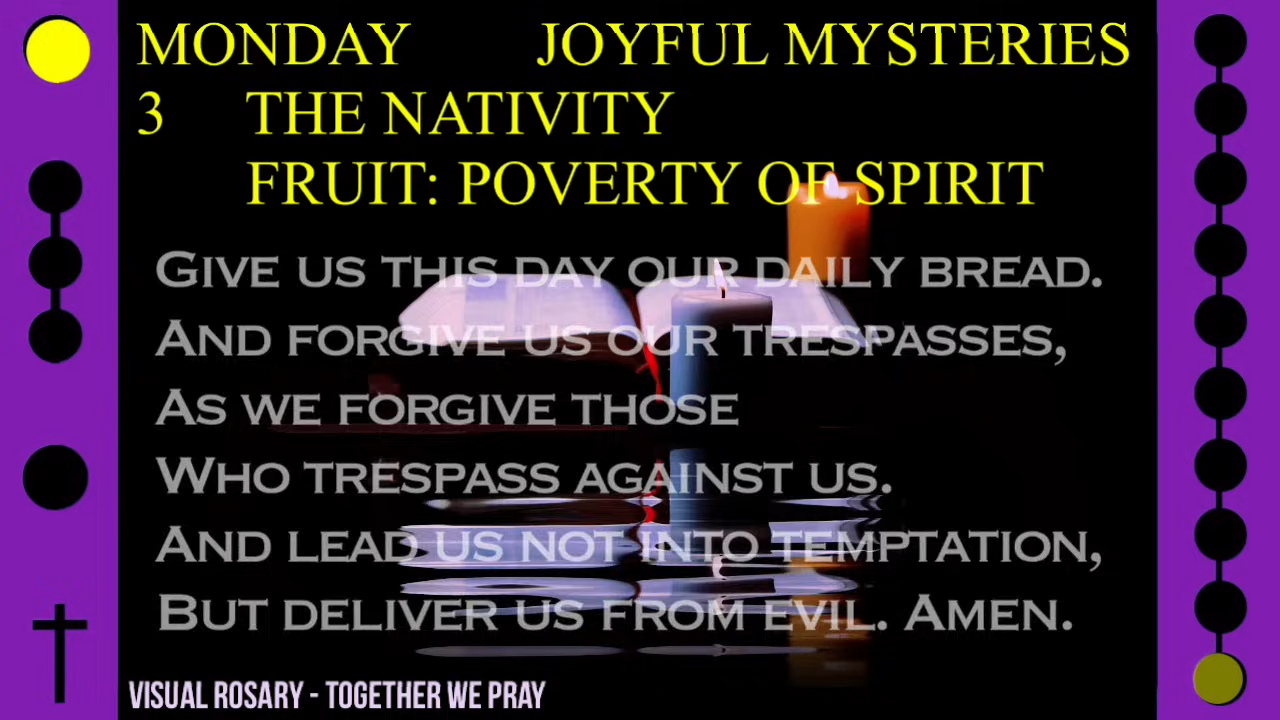 MONDAY JOYFUL MYSTERIES
3 THE NATIVITY
FRUIT: POVERTY OF SPIRIT
GIVE US THIS DAY OUR DAILY BREAD.
AND FORGIVE US OUR TRESPASSES,
AS WE FORGIVE THOSE
WHO TRESPASS AGAINST US.
AND LEAD US NOT INTO TEMPTATION,
BUT DELIVER US FROM EVIL. AMEN.
VISUAL ROSARY - TOGETHER WE PRAY